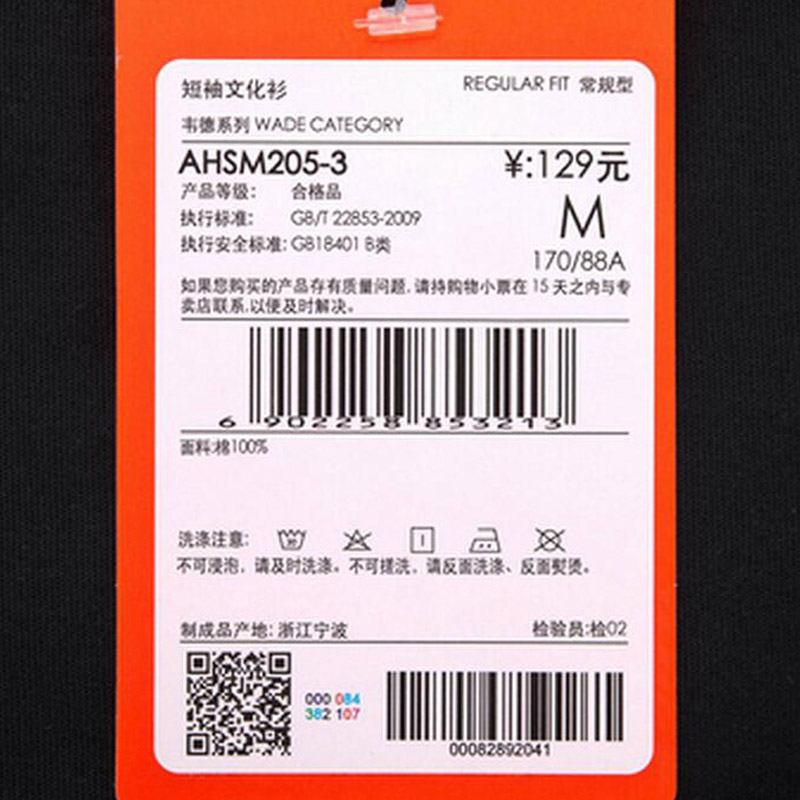 短袖文化衫
REGULAR FIT 常规型
韦德系列 WADE CATEGORY
AHSM205-3
¥:129元
产品等级: 合格品
执行标准: GB/T 22853-2009
M
执行安全标准: GB18401 B类
170/88A
如果您购买的产品存有质量问题,请持购物小票在 15 天之内与专
卖店联系,以便及时解决。
6 902258 853213
面料:棉100%
洗涤注意:
30
不可浸泡，请及时洗涤。不可搓洗，请反面洗涤、反面熨烫。
制成品产地: 浙江宁波
检验员:检02
000 084
382 107
00082892041